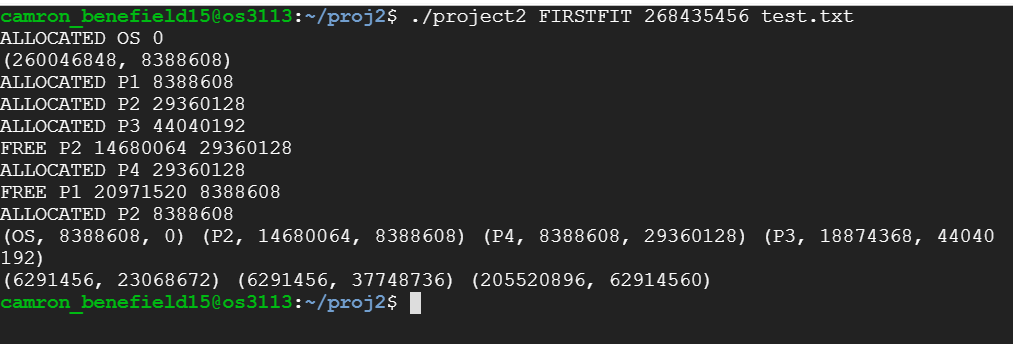 camron_benefield15@os3113:~/proj2$ ./project2 FIRSTFIT 268435456 test.txt
ALLOCATED OS 0
(260046848, 8388608)
ALLOCATED P1 8388608
ALLOCATED P2 29360128
ALLOCATED P3 44040192
FREE P2 14680064 29360128
ALLOCATED P4 29360128
FREE P1 20971520 8388608
ALLOCATED P2 8388608
(OS, 8388608, 0) (P2, 14680064, 8388608) (P4, 8388608, 29360128) (P3, 18874368, 44040
192)
(6291456, 23068672) (6291456, 37748736) (205520896, 62914560)
camron_benefield15@os3113:~/proj2$